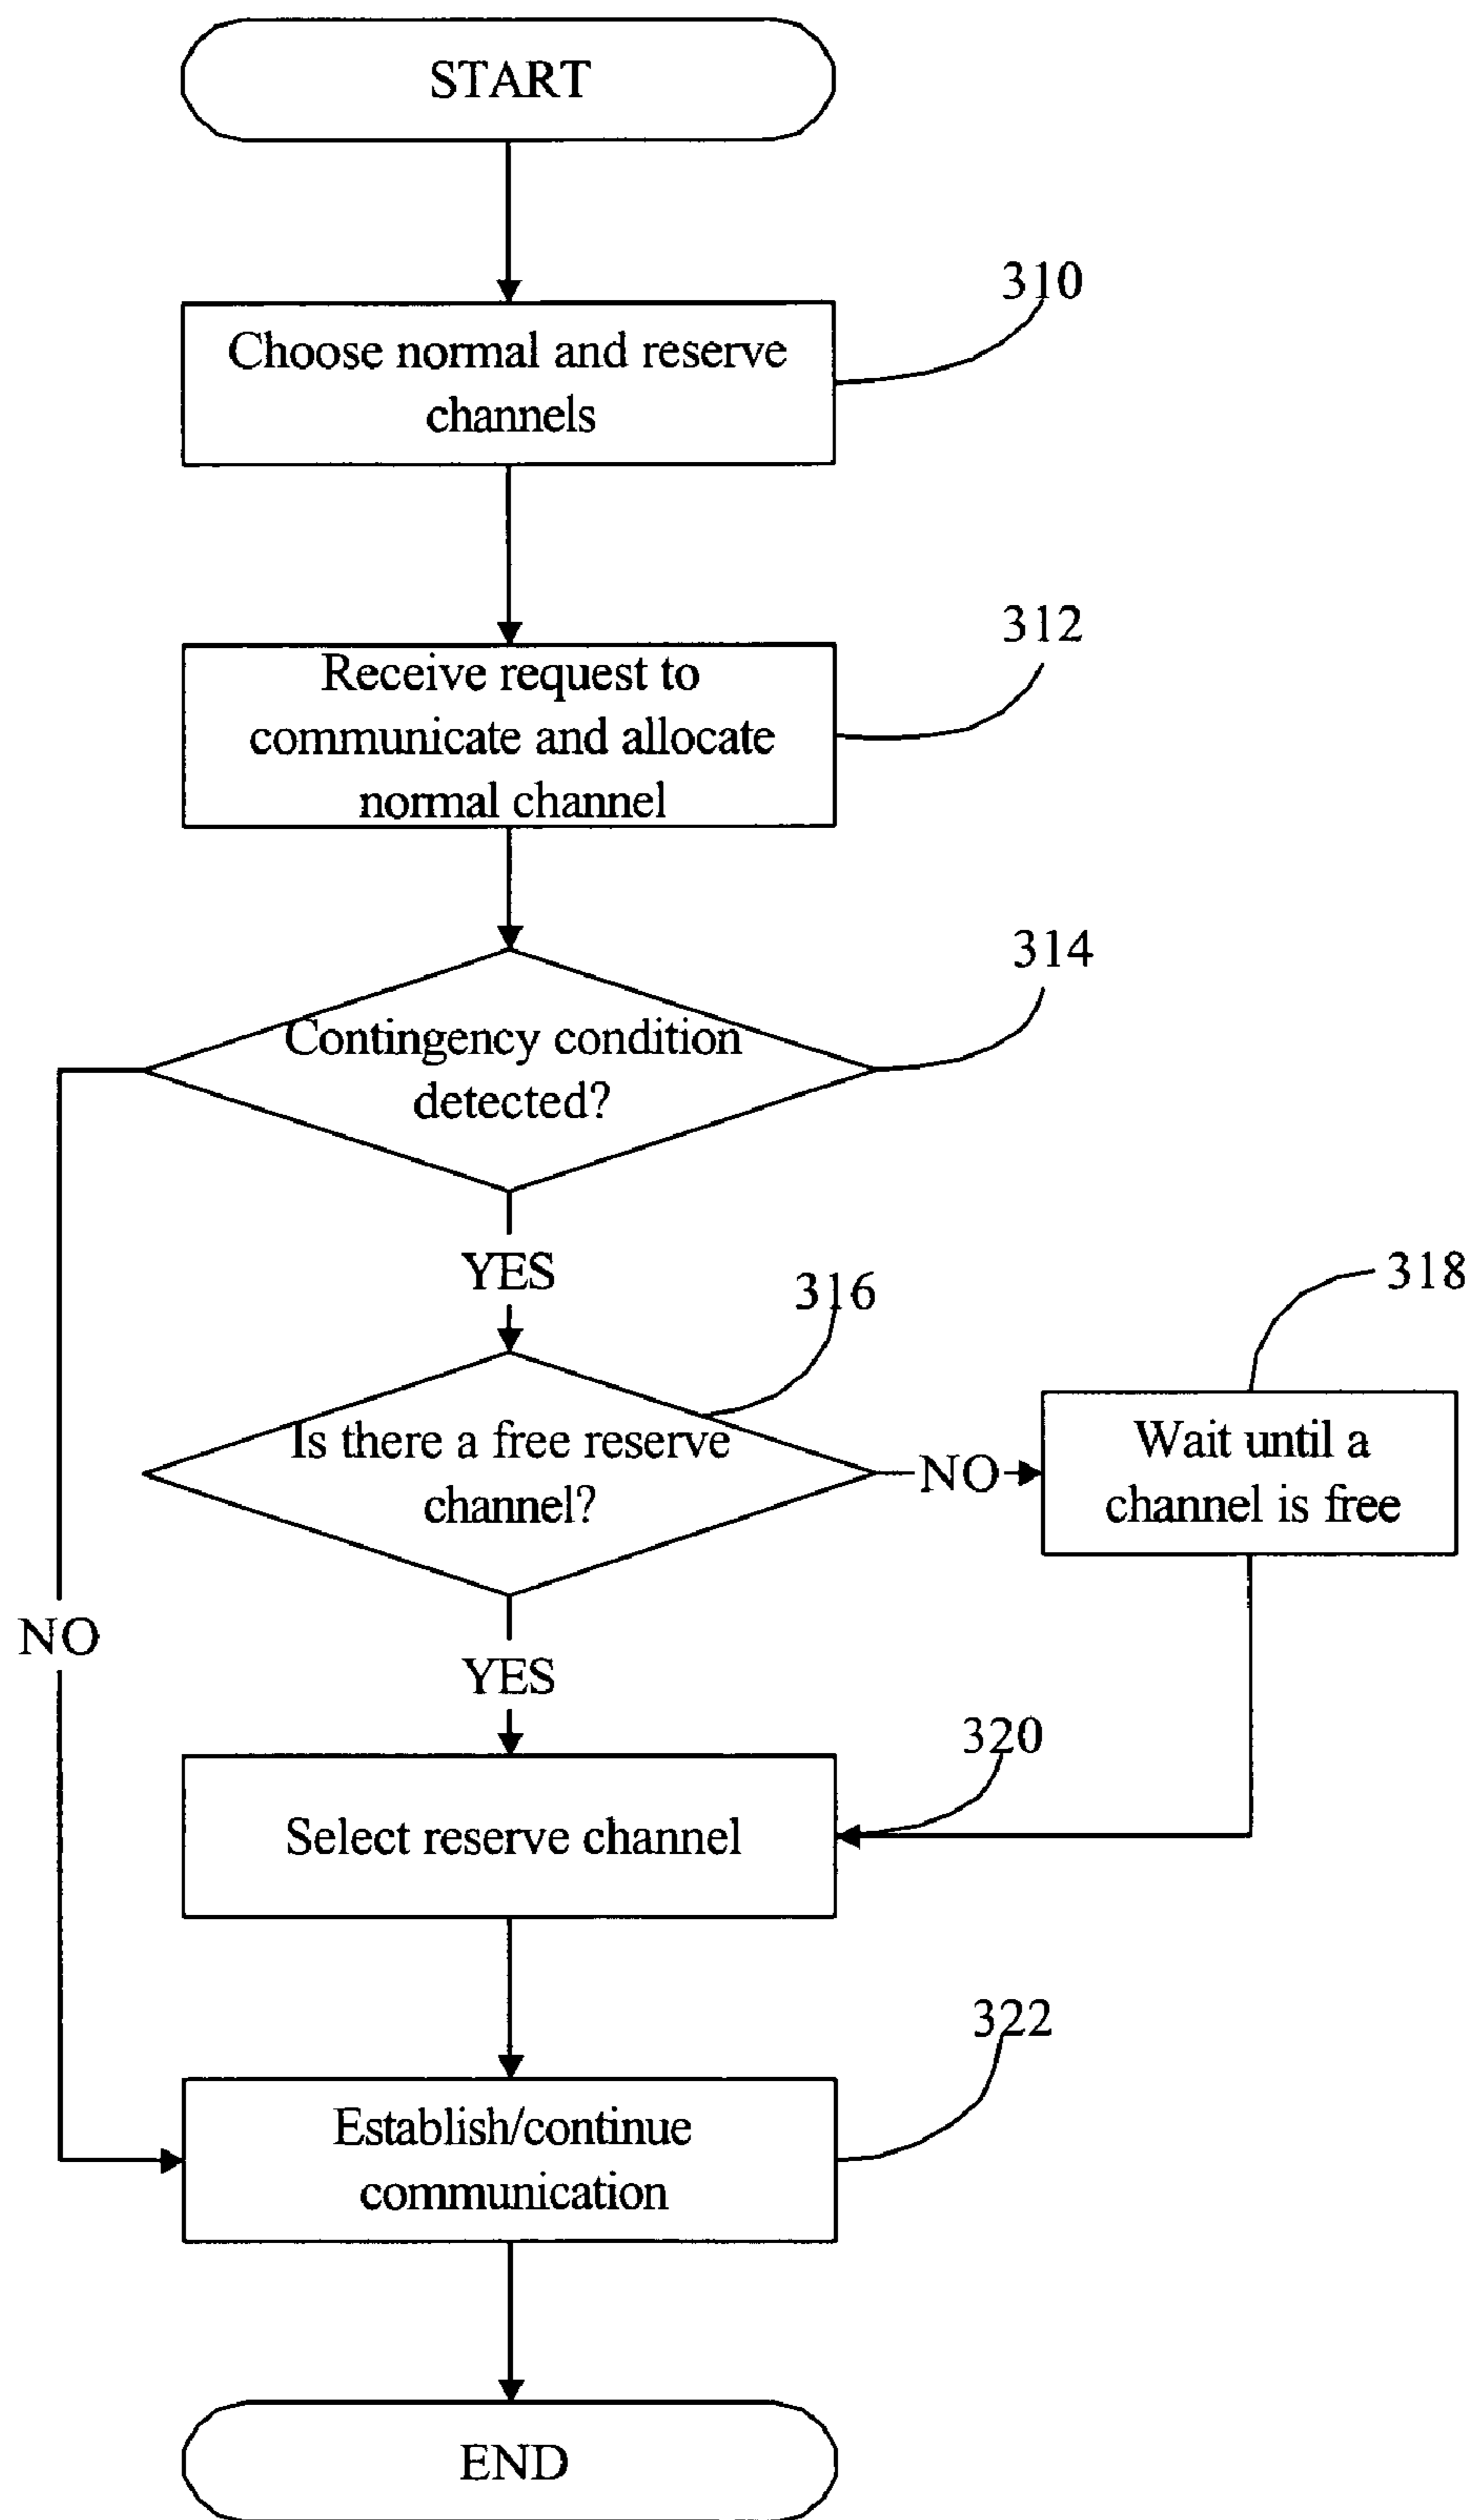 START
310
Choose normal and reserve
channels
312
Receive request to
communicate and allocate
normal channel
314
Contingency condition
detected?
YES
316
318
Is there a free reserve
channel?
NO
Wait until a
channel is free
NO
YES
320
Select reserve channel
322
Establish/continue
communication
END